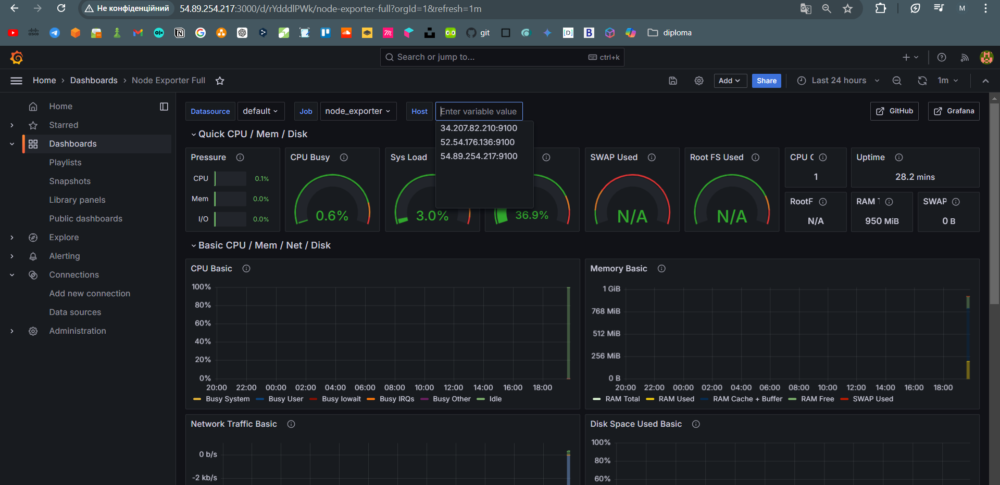 Не конфіденційний
54.89.254.217:3000/d/rYdddlPWk/node-exporter-full?orgId=1&refresh=1m
M
git
diploma
Search or jump to...
ctrl+k
Home › Dashboards › Node Exporter Full
Add
Share
Last 24 hours
1m
Home
Starred
Dashboards
Playlists
Snapshots
Library panels
Public dashboards
Explore
Alerting
Connections
Add new connection
Data sources
Administration
Datasource
default
Job
node_exporter
Host
Enter variable value
GitHub
Grafana
34.207.82.210:9100
52.54.176.136:9100
54.89.254.217:9100
Quick CPU / Mem / Disk
Pressure
CPU
0.1%
Mem
0.0%
I/O
0.0%
CPU Busy
0.6%
Sys Load
3.0%
36.9%
SWAP Used
N/A
Root FS Used
N/A
CPU C
1
Uptime
28.2 mins
RootF
N/A
RAM T
950 MiB
SWAP
0 B
Basic CPU / Mem / Net / Disk
CPU Basic
100%
80%
60%
40%
20%
0%
20:00 22:00 00:00 02:00 04:00 06:00 08:00 10:00 12:00 14:00 16:00 18:00
Busy System Busy User Busy Iowait Busy IRQs Busy Other Idle
Memory Basic
1 GiB
768 MiB
512 MiB
256 MiB
0 B
20:00 22:00 00:00 02:00 04:00 06:00 08:00 10:00 12:00 14:00 16:00 18:00
RAM Total RAM Used RAM Cache + Buffer RAM Free SWAP Used
Network Traffic Basic
0 b/s
-2 kb/s
Disk Space Used Basic
100%
80%
60%